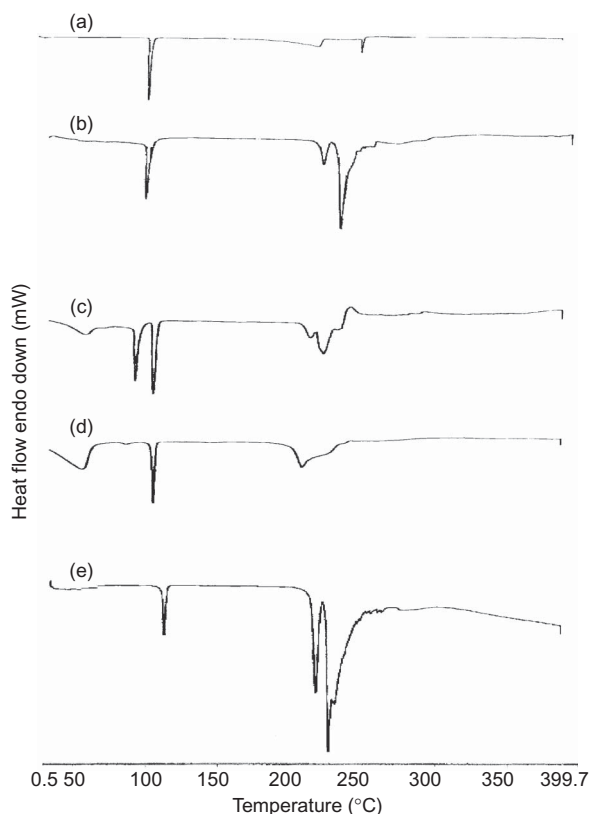 (a)
(b)
(c)
(d)
(e)
Heat flow endo down (mW)
0.5 50 100 150 200 250 300 350 399.7
Temperature (°C)